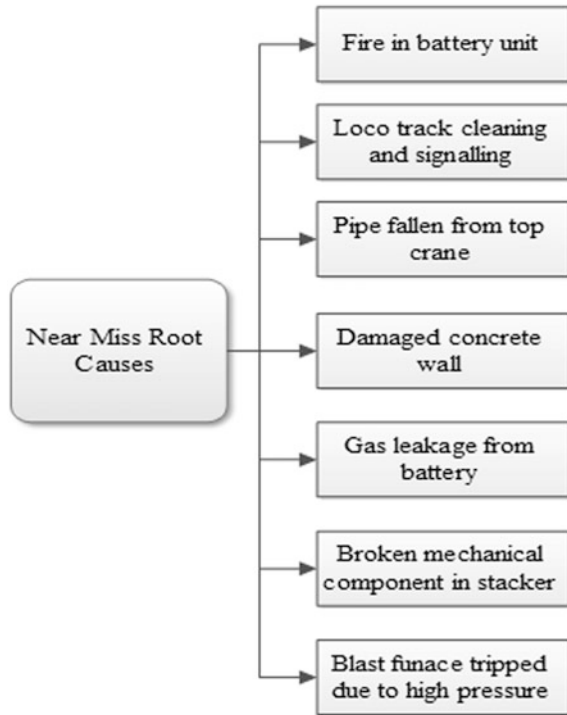 Fire in battery unit
Loco track cleaning
and signalling
Pipe fallen from top
crane
Near Miss Root
Causes
Damaged concrete
wall
Gas leakage from
battery
Broken mechanical
component in stacker
Blast funace tripped
due to high pressure